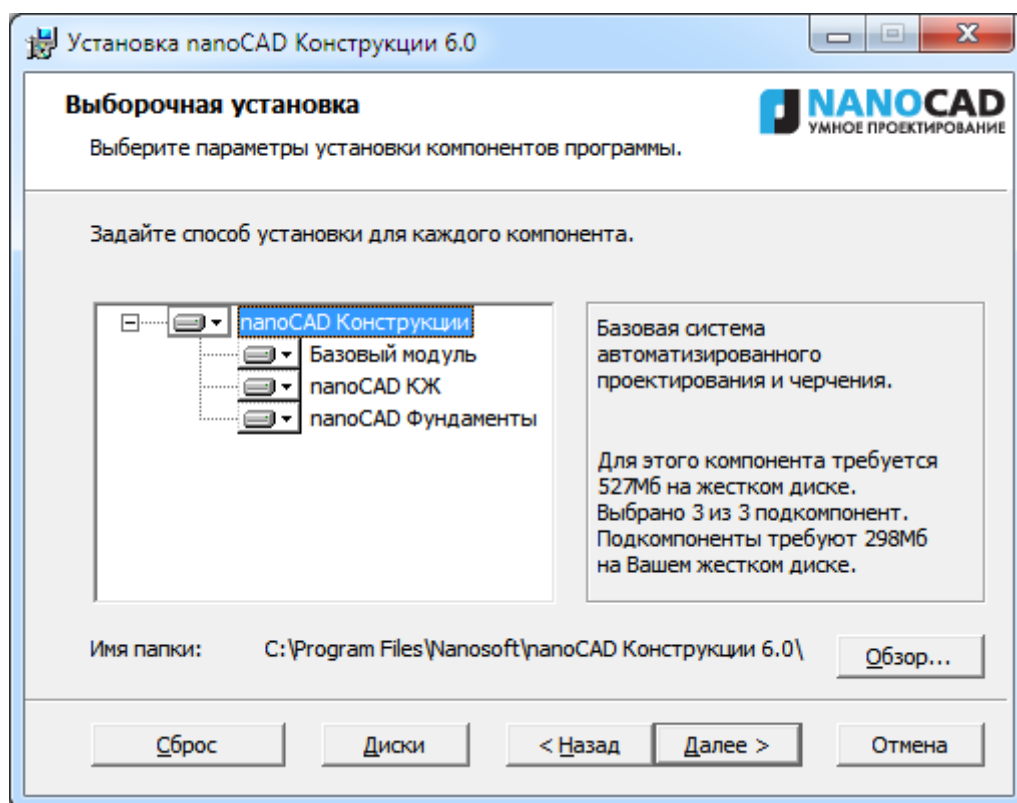 Установка nanoCAD Конструкции 6.0
Выборочная установка
NANOCAD
УМНОЕ ПРОЕКТИРОВАНИЕ
Выберите параметры установки компонентов программы.
Задайте способ установки для каждого компонента.
nanoCAD Конструкции
Базовый модуль
nanoCAD КЖ
nanoCAD Фундаменты
Базовая система
автоматизированного
проектирования и черчения.
Для этого компонента требуется
527Мб на жестком диске.
Выбрано 3 из 3 подкомпонент.
Подкомпоненты требуют 298Мб
на Вашем жестком диске.
Имя папки: C:\Program Files\Nanosoft\nanoCAD Конструкции 6.0\ Обзор...
Сброс Диски < Назад Далее > Отмена